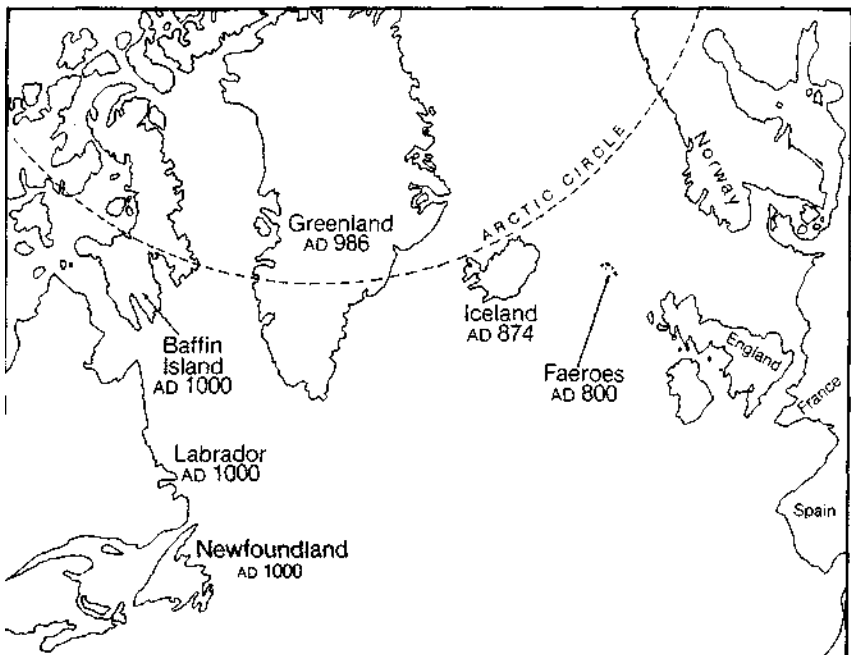 ARCTIC CIRCLE
Norway
Greenland
AD 986
Iceland
AD 874
Faeroes
AD 800
England
France
Spain
Baffin
Island
AD 1000
Labrador
AD 1000
Newfoundland
AD 1000